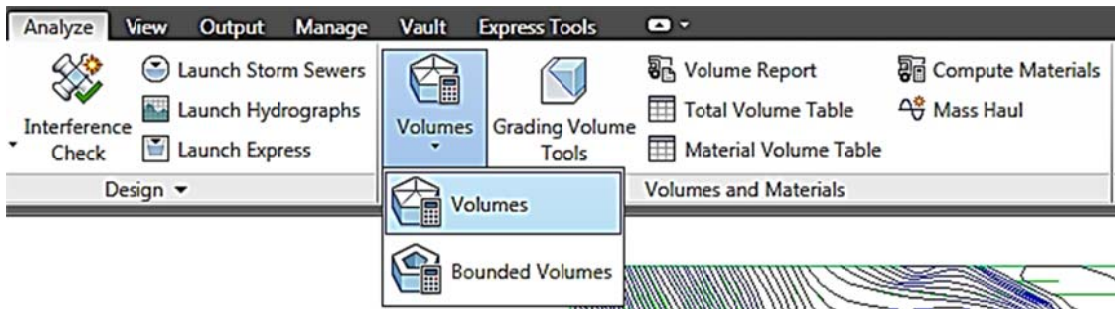 Analyze View Output Manage Vault Express Tools
Interference Check
Launch Storm Sewers
Launch Hydrographs
Launch Express
Design
Volumes
Grading Volume Tools
Volume Report
Total Volume Table
Material Volume Table
Compute Materials
Mass Haul
Volumes and Materials
Volumes
Bounded Volumes